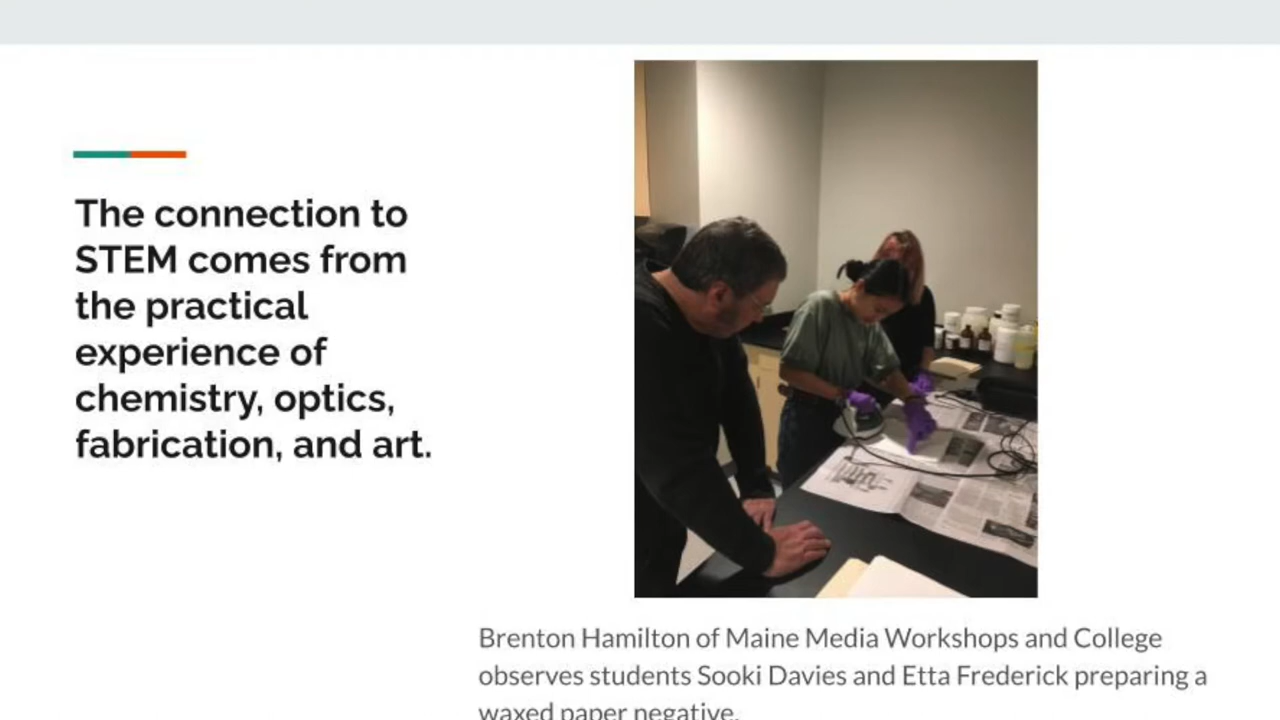 The connection to
STEM comes from
the practical
experience of
chemistry, optics,
fabrication, and art.
Brenton Hamilton of Maine Media Workshops and College
observes students Sooki Davies and Etta Frederick preparing a
waxed paper negative.